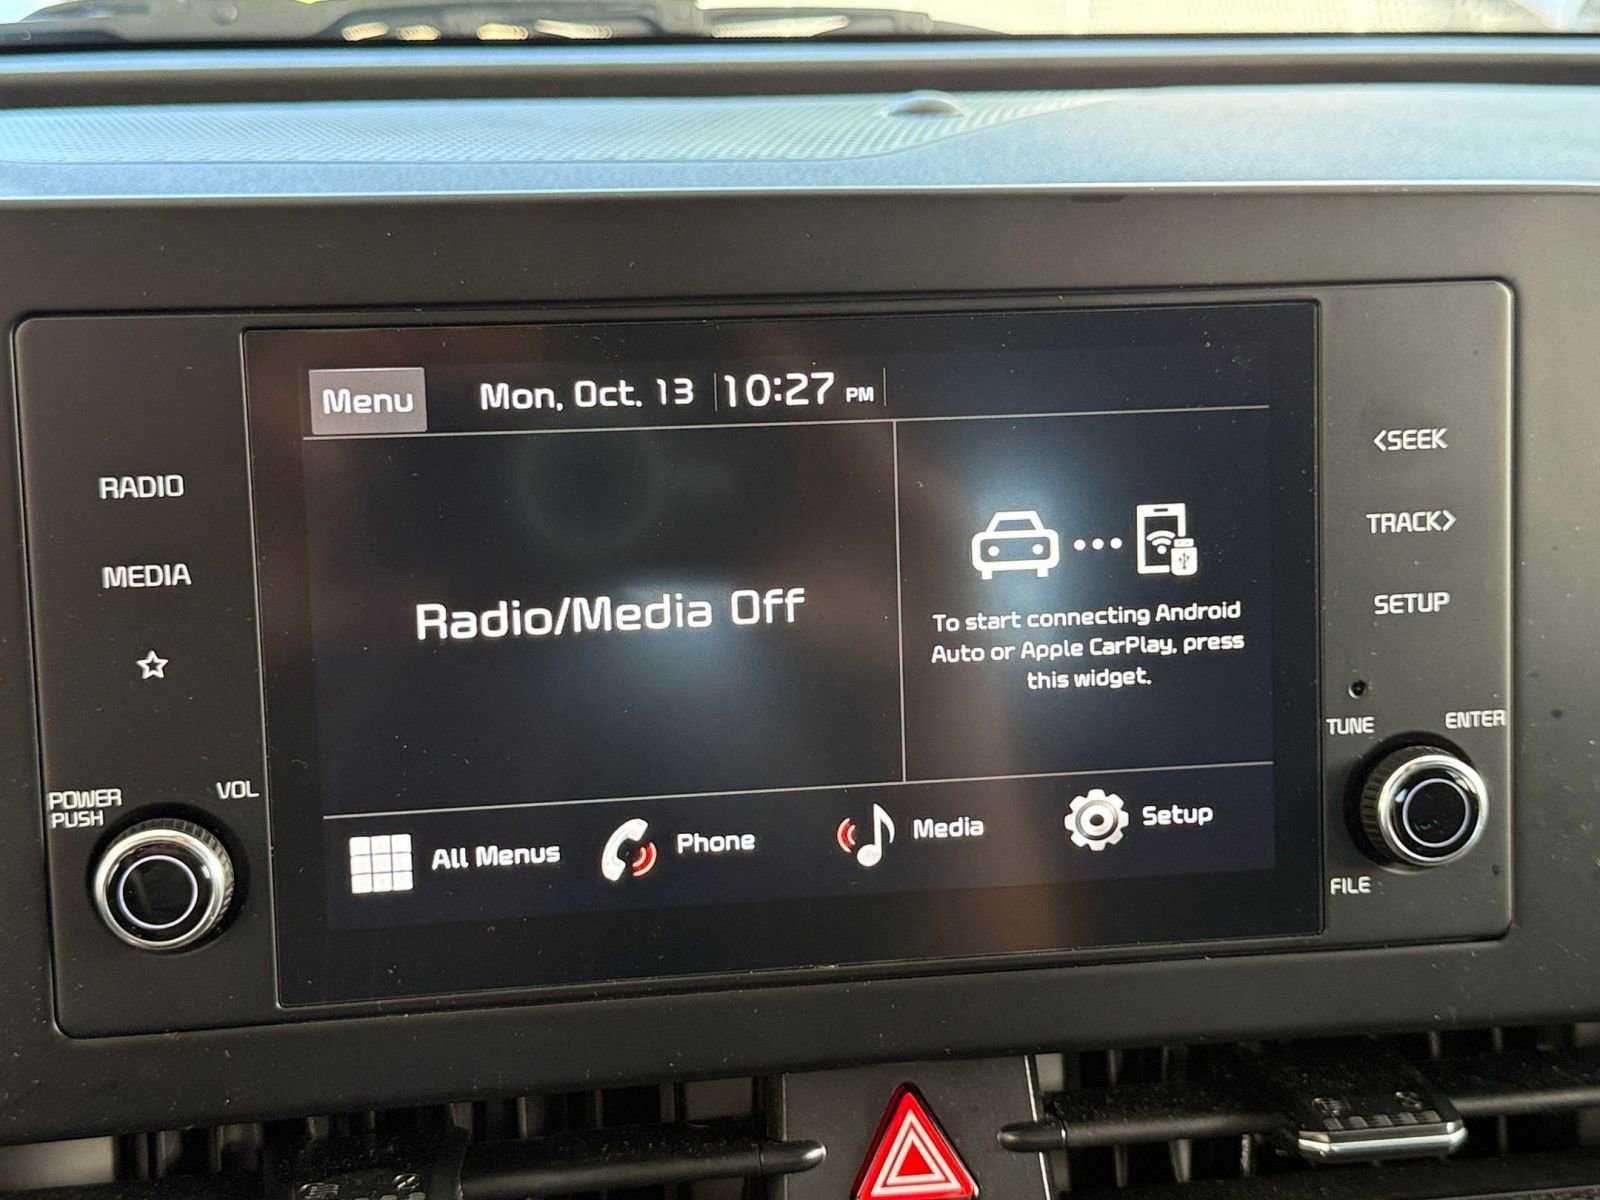 Menu
Mon, Oct. 13
10:27 PM
RADIO
MEDIA
POWER
PUSH
VOL
Radio/Media Off
To start connecting Android
Auto or Apple CarPlay, press
this widget.
All Menus
Phone
Media
Setup
<SEEK
TRACK>
SETUP
TUNE
ENTER
FILE